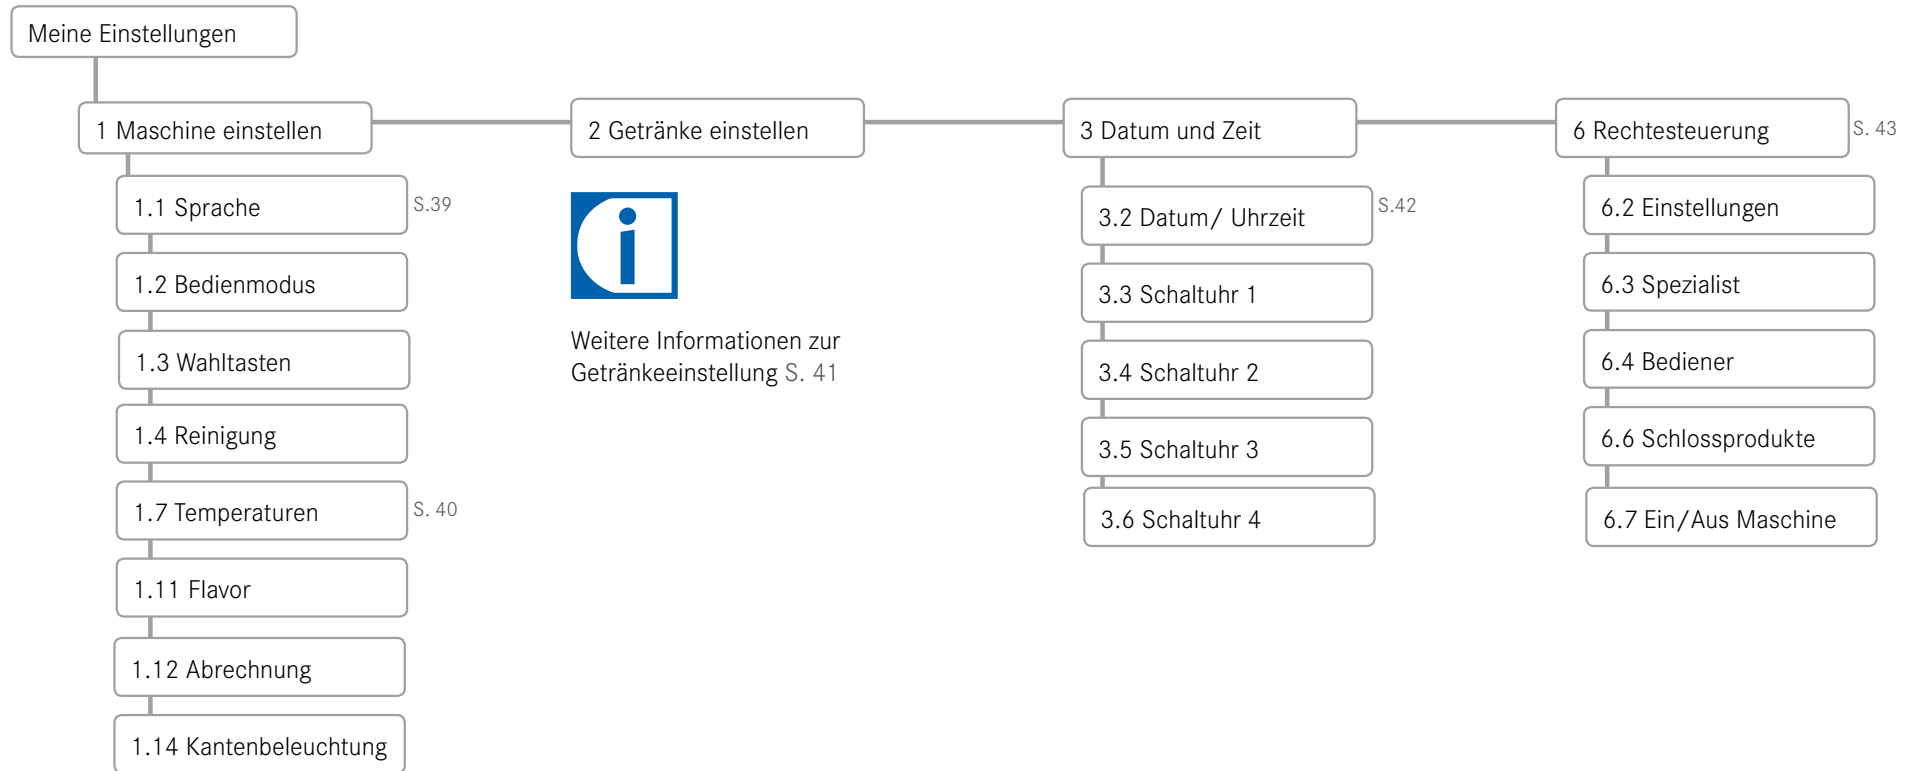 Meine Einstellungen
1 Maschine einstellen
1.1 Sprache
S.39
1.2 Bedienmodus
1.3 Wahltasten
1.4 Reinigung
1.7 Temperaturen
S. 40
1.11 Flavor
1.12 Abrechnung
1.14 Kantenbeleuchtung
2 Getränke einstellen
i
Weitere Informationen zur
Getränkeeinstellung S. 41
3 Datum und Zeit
3.2 Datum/ Uhrzeit
S.42
3.3 Schaltuhr 1
3.4 Schaltuhr 2
3.5 Schaltuhr 3
3.6 Schaltuhr 4
6 Rechtesteuerung
S. 43
6.2 Einstellungen
6.3 Spezialist
6.4 Bediener
6.6 Schlossprodukte
6.7 Ein/Aus Maschine